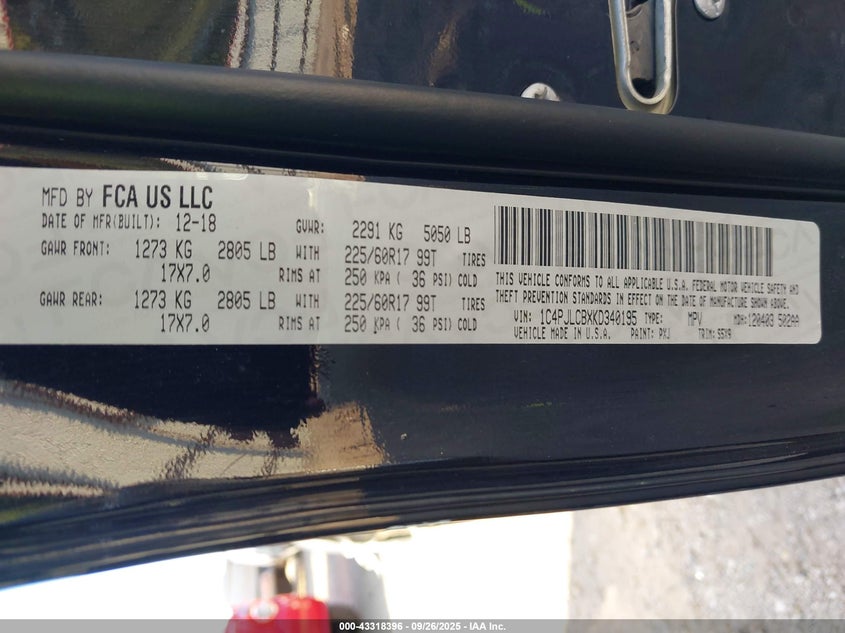 MFD BY FCA US LLC
DATE OF MFR(BUILT): 12-18 GVWR: 2291 KG 5050 LB
GAWR FRONT: 1273 KG 2805 LB WITH 225/60R17 99T TIRES
17X7.0 RIMS AT 250 KPA ( 36 PSI) COLD
GAWR REAR: 1273 KG 2805 LB WITH 225/60R17 99T TIRES
17X7.0 RIMS AT 250 KPA ( 36 PSI) COLD
THIS VEHICLE CONFORMS TO ALL APPLICABLE U.S.A. FEDERAL MOTOR VEHICLE SAFETY AND
THEFT PREVENTION STANDARDS IN EFFECT ON THE DATE OF MANUFACTURE SHOWN ABOVE.
VIN: 1C4PJLCBXKD340195 TYPE: MPV MDH: 120403 502AA
VEHICLE MADE IN U.S.A. PAINT: PXJ TRIM: S5X9
000-43318396 - 09/26/2025 - IAA Inc.